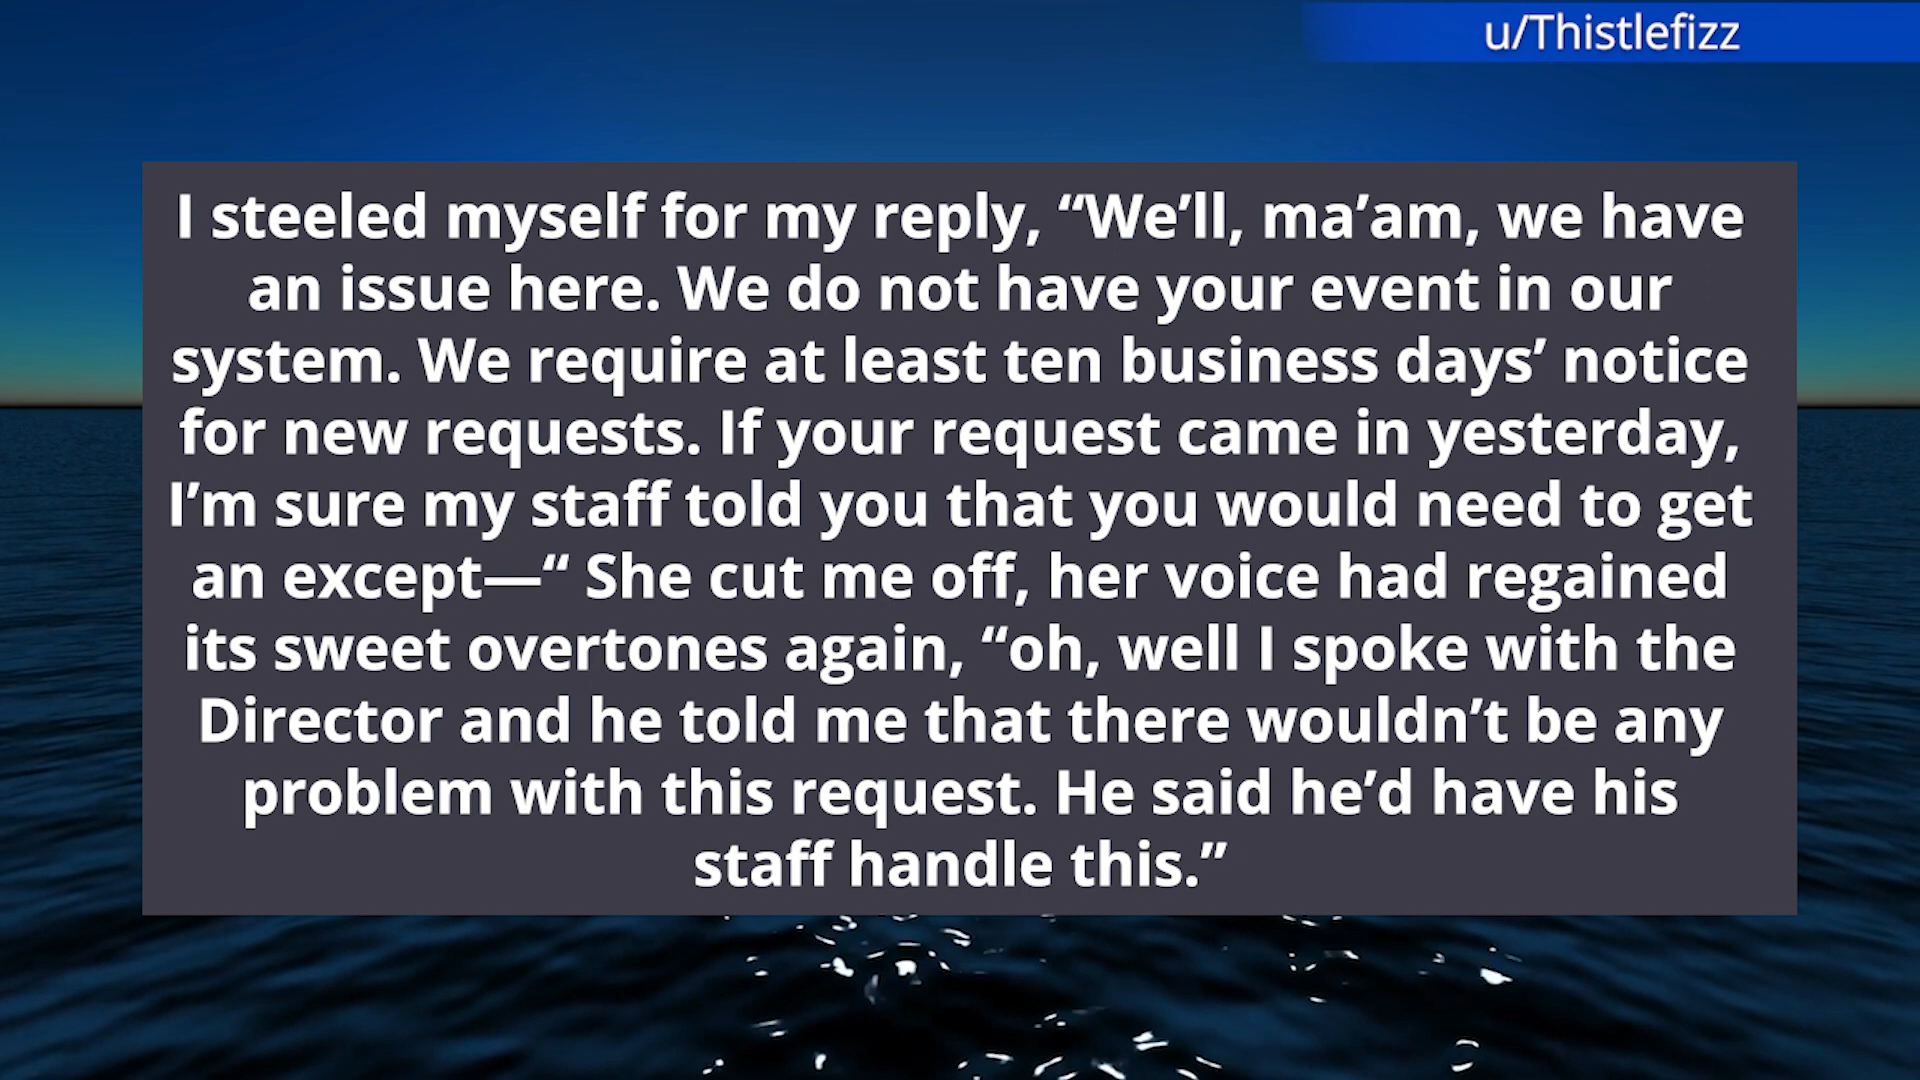 u/Thistlefizz
I steeled myself for my reply, “We’ll, ma’am, we have
an issue here. We do not have your event in our
system. We require at least ten business days’ notice
for new requests. If your request came in yesterday,
I’m sure my staff told you that you would need to get
an except—“ She cut me off, her voice had regained
its sweet overtones again, “oh, well I spoke with the
Director and he told me that there wouldn’t be any
problem with this request. He said he’d have his
staff handle this.”